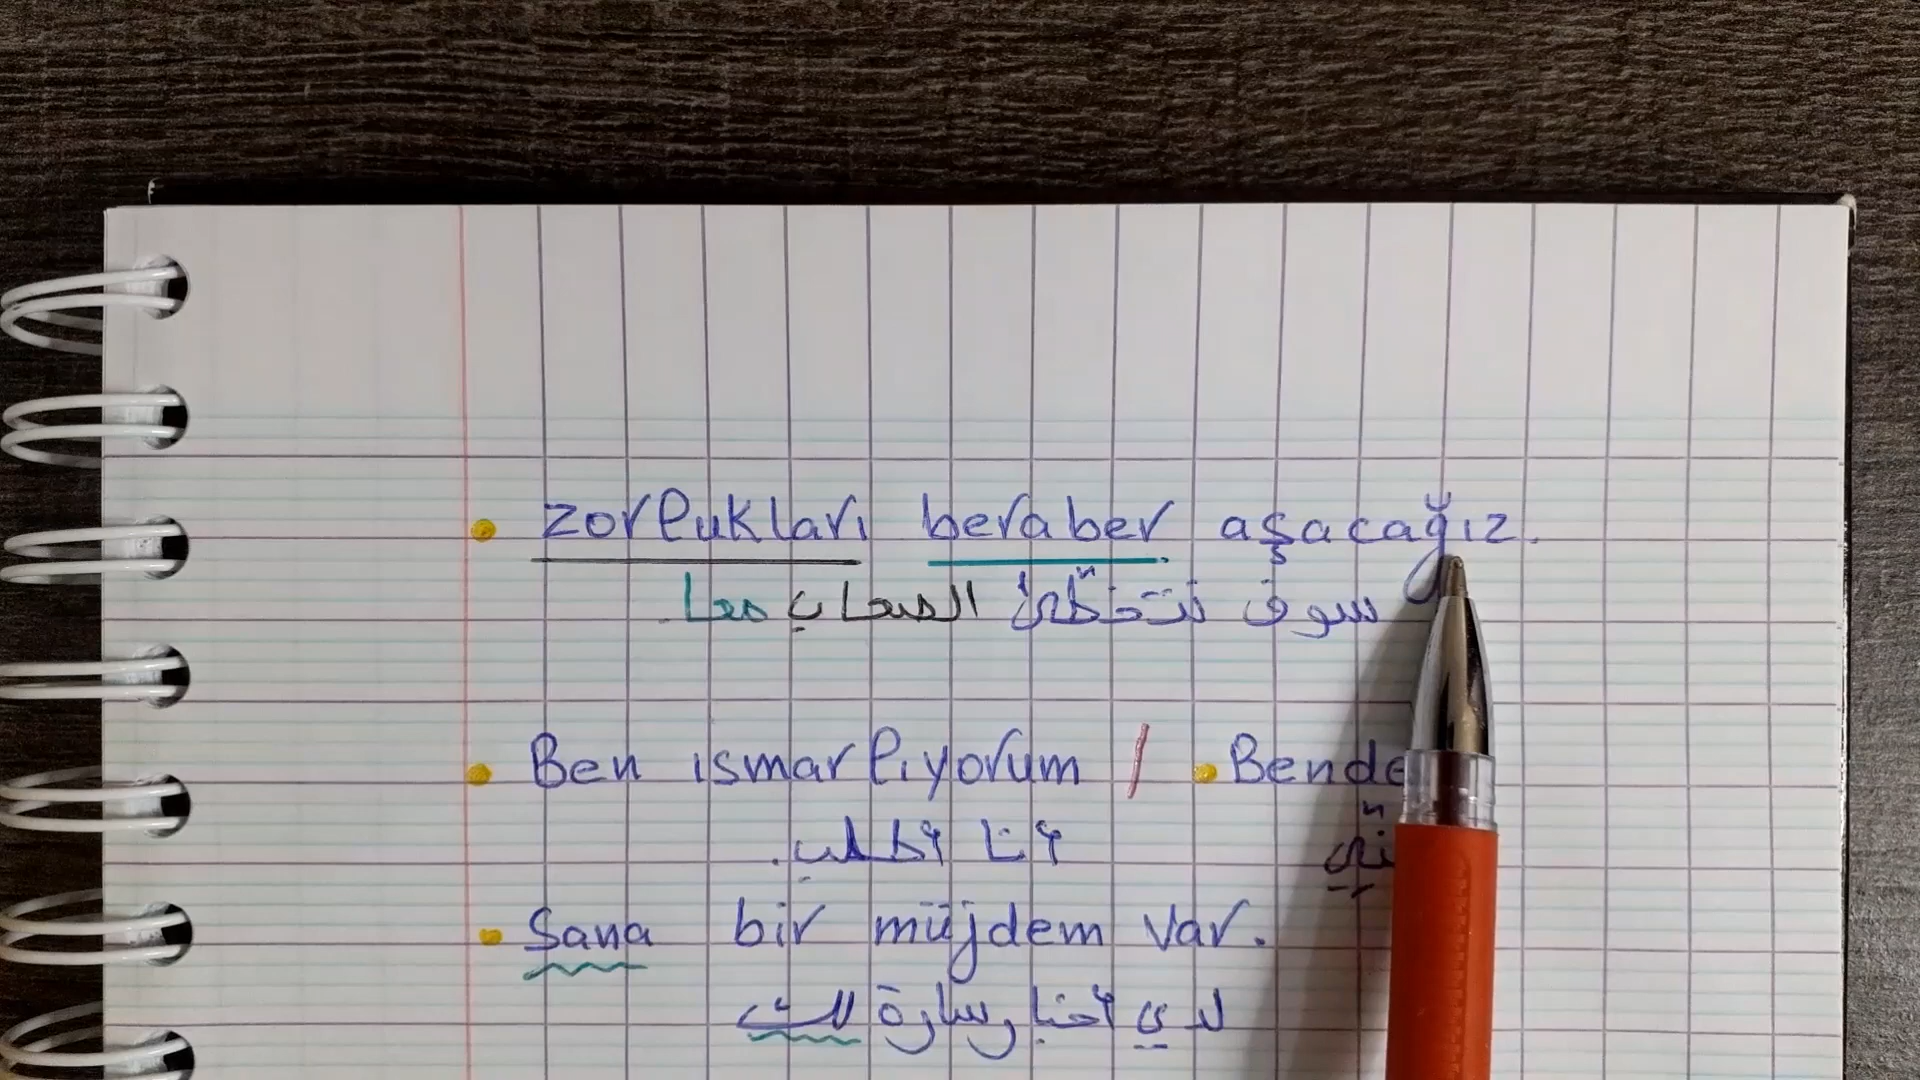 • zorlukları beraber aşacağız.
سوف نتخطّى الصعاب معا.
• Ben ısmarlıyorum / • Bende
أنا أطلب.
• Sana bir müjdem var.
لدي أخبار سارة لك